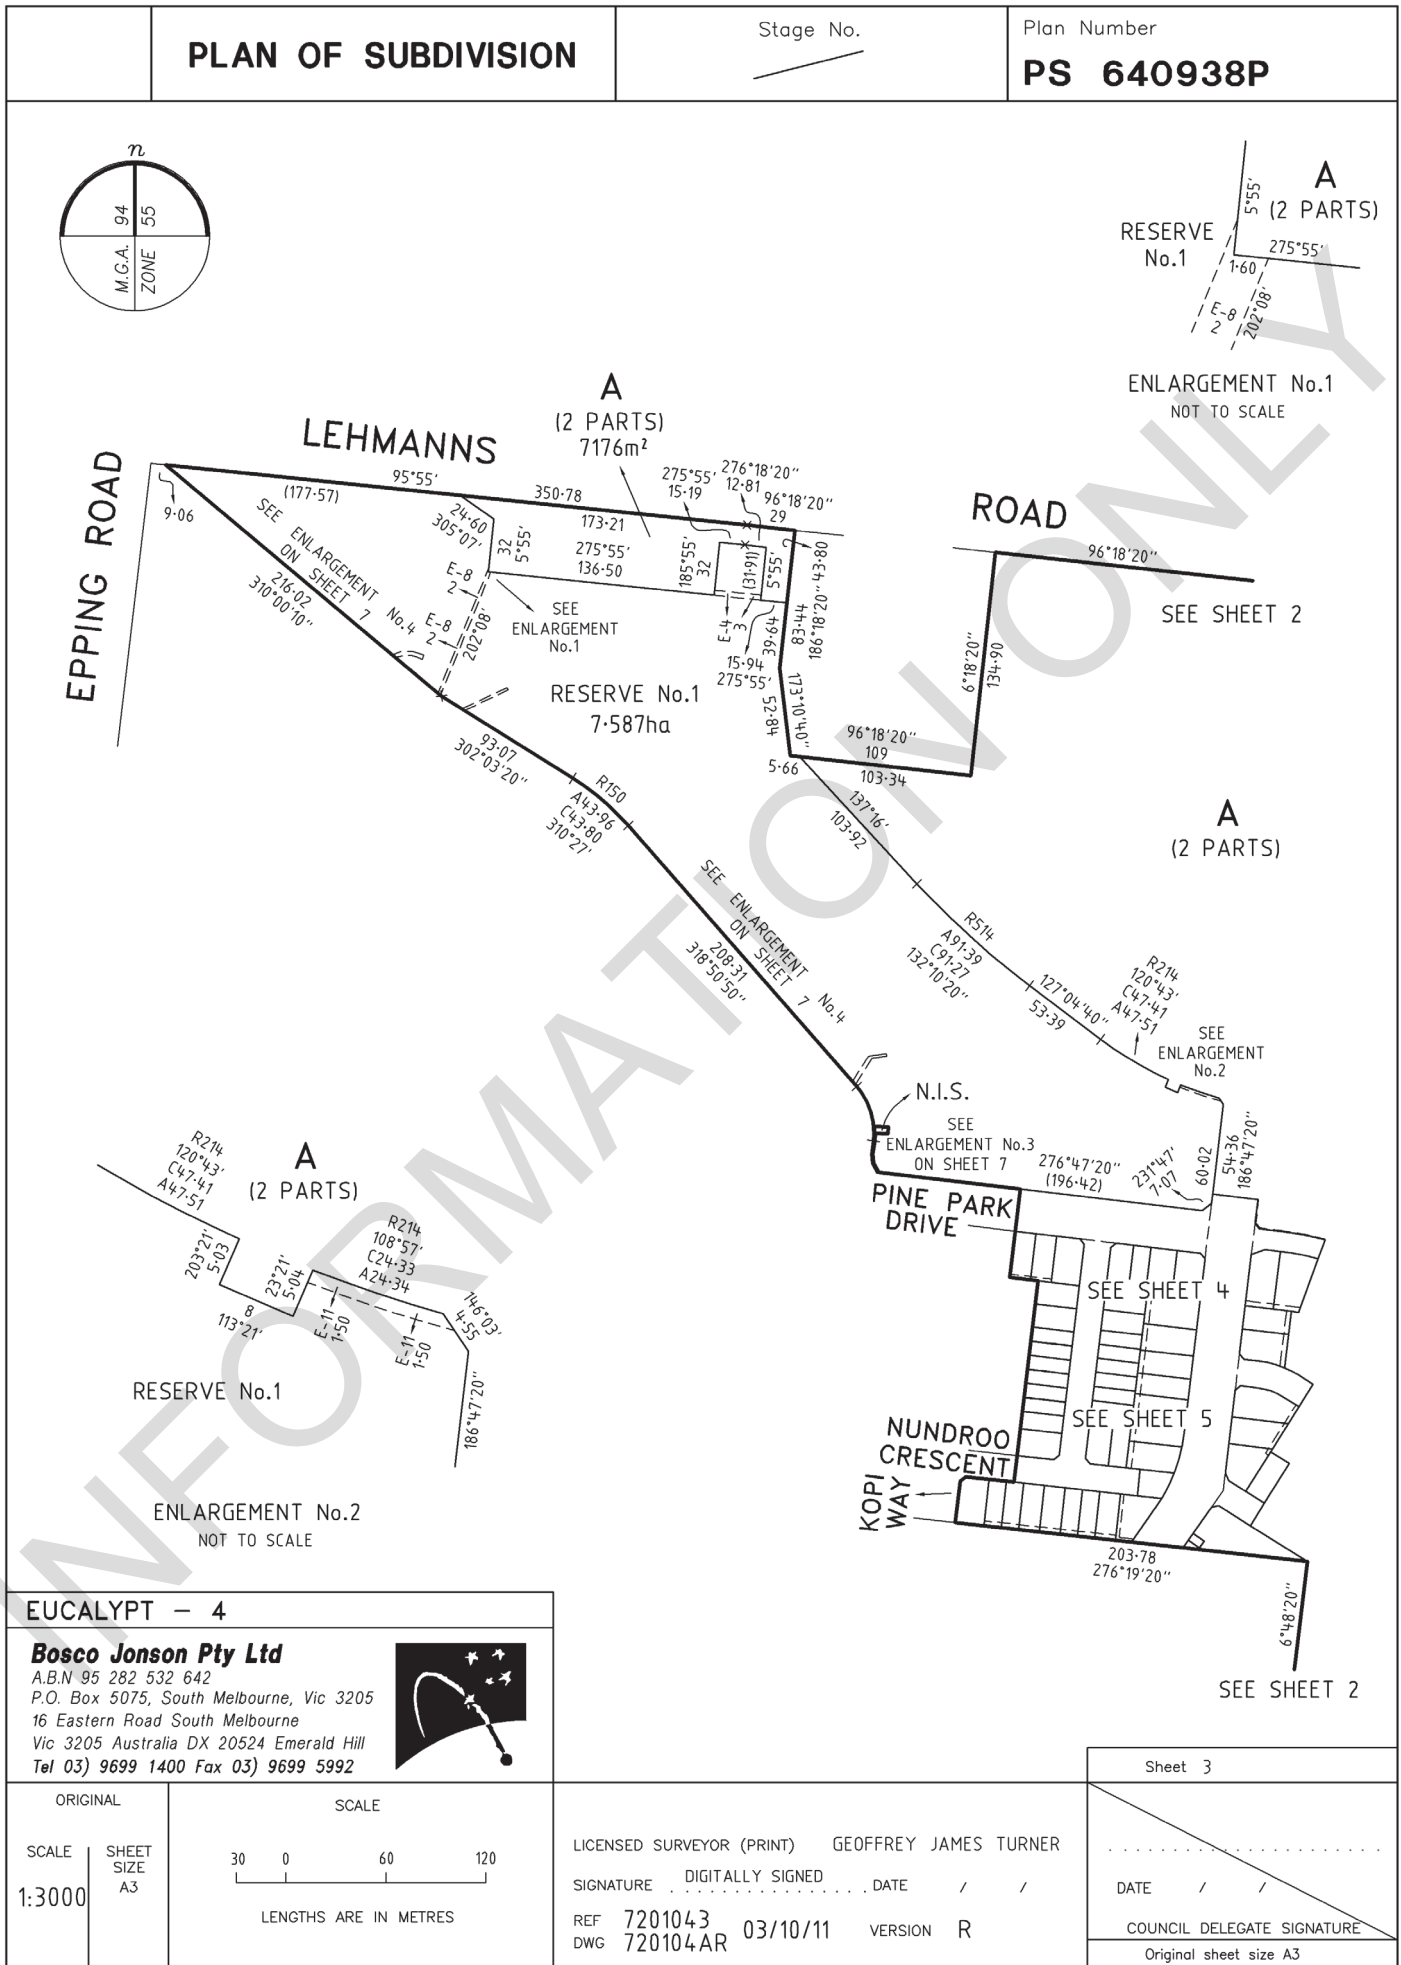 PLAN OF SUBDIVISION
Stage No.
Plan Number
PS 640938P
n
M.G.A. 94
ZONE 55
A
(2 PARTS)
5°55'
RESERVE
No.1
275°55'
1·60
E-8
2
202°08'
ENLARGEMENT No.1
NOT TO SCALE
A
(2 PARTS)
7176m²
LEHMANNS
ROAD
EPPING ROAD
95°55'
(177·57)
350·78
173·21
9·06
24·60
305°07'
32
5°55'
275°55'
136·50
275°55'
15·19
276°18'20"
12·81
96°18'20"
29
185°55'
32
(31·91)
5°55'
43·80
83·44
186°18'20"
39·64
E-4
3
15·94
275°55'
173°10'40"
52·84
SEE ENLARGEMENT No.4
ON SHEET 7
216·02
310°00'10"
E-8
2
E-8
2
202°08'
SEE
ENLARGEMENT
No.1
RESERVE No.1
7·587ha
96°18'20"
SEE SHEET 2
6°18'20"
134·90
96°18'20"
109
103·34
5·66
93·07
302°03'20"
R150
A43·96
C43·80
310°27'
137°16'
103·92
A
(2 PARTS)
SEE ENLARGEMENT No.4
ON SHEET 7
208·31
318°50'50"
R514
A91·39
C91·27
132°10'20"
127°04'40"
53·39
R214
120°43'
C47·41
A47·51
SEE
ENLARGEMENT
No.2
N.I.S.
SEE
ENLARGEMENT No.3
ON SHEET 7
276°47'20"
(196·42)
231°47'
7·07
60·02
54·36
186°47'20"
PINE PARK
DRIVE
SEE SHEET 4
SEE SHEET 5
NUNDROO
CRESCENT
KOPI
WAY
203·78
276°19'20"
6°48'20"
SEE SHEET 2
R214
120°43'
C47·41
A47·51
A
(2 PARTS)
203°21'
5·03
23°21'
5·04
8
113°21'
R214
108°57'
C24·33
A24·34
E-11
1·50
E-11
1·50
146°03'
4·55
186°47'20"
RESERVE No.1
ENLARGEMENT No.2
NOT TO SCALE
INFORMATION ONLY
EUCALYPT - 4
Bosco Jonson Pty Ltd
A.B.N 95 282 532 642
P.O. Box 5075, South Melbourne, Vic 3205
16 Eastern Road South Melbourne
Vic 3205 Australia DX 20524 Emerald Hill
Tel 03) 9699 1400 Fax 03) 9699 5992
Sheet 3
ORIGINAL
SCALE
SHEET
SIZE
A3
1:3000
SCALE
30 0 60 120
LENGTHS ARE IN METRES
LICENSED SURVEYOR (PRINT) GEOFFREY JAMES TURNER
SIGNATURE DIGITALLY SIGNED DATE / /
REF 7201043
DWG 720104AR
03/10/11
VERSION R
DATE / /
COUNCIL DELEGATE SIGNATURE
Original sheet size A3